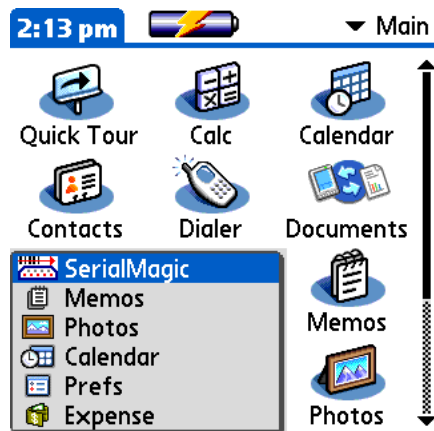 2:13 pm Main
Quick Tour Calc Calendar
Contacts Dialer Documents
SerialMagic
Memos
Photos
Calendar
Prefs
Expense
Memos
Photos